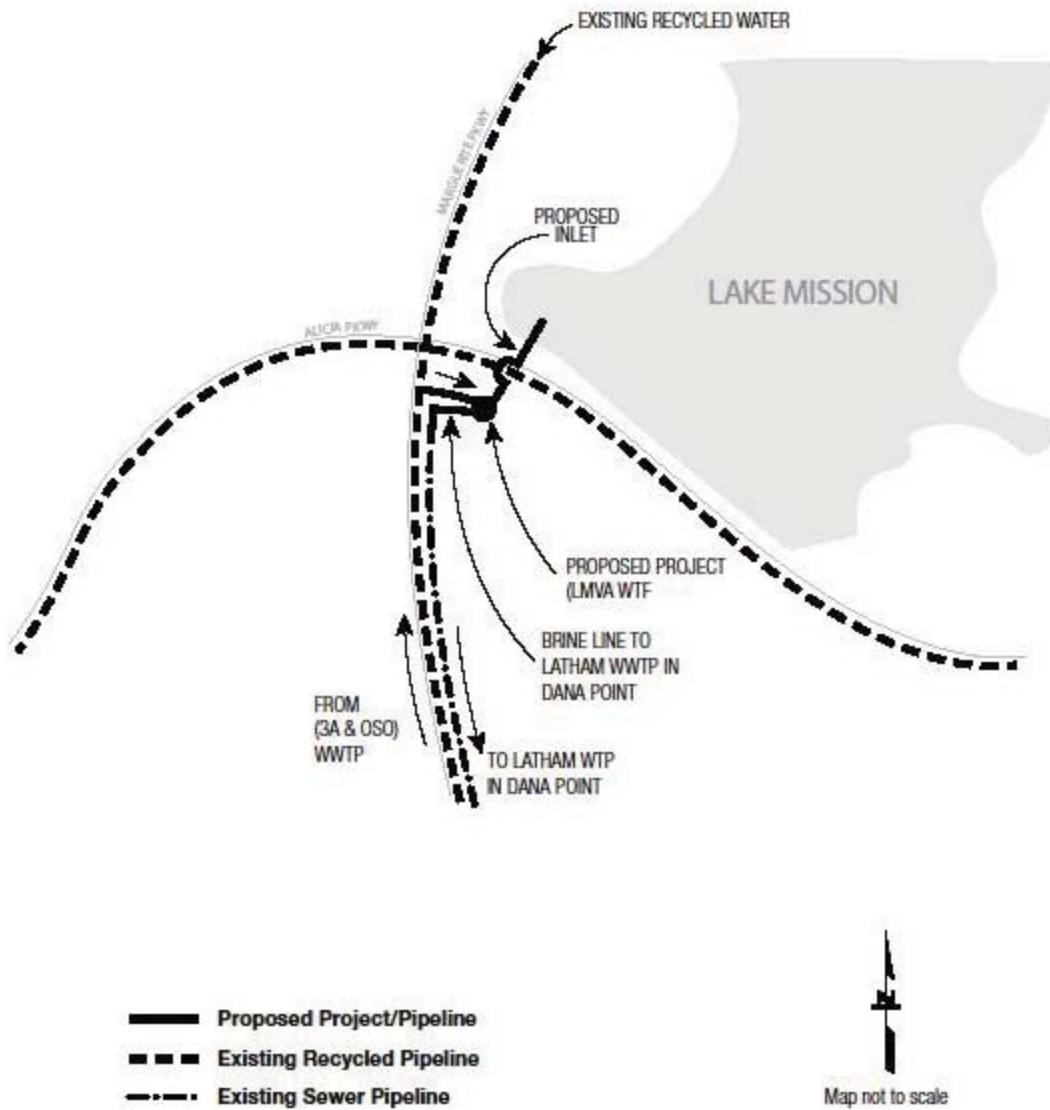 EXISTING RECYCLED WATER
MARGUERITE PKWY
PROPOSED
INLET
LAKE MISSION
ALICIA PKWY
PROPOSED PROJECT
(LMVA WTF
BRINE LINE TO
LATHAM WWTP IN
DANA POINT
FROM
(3A & OSO)
WWTP
TO LATHAM WTP
IN DANA POINT
N
Proposed Project/Pipeline
Existing Recycled Pipeline
Existing Sewer Pipeline
Map not to scale